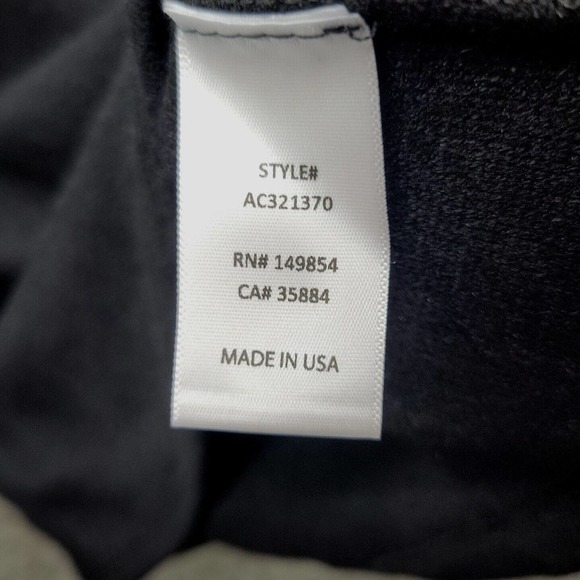 STYLE#
AC321370
RN# 149854
CA# 35884
MADE IN USA